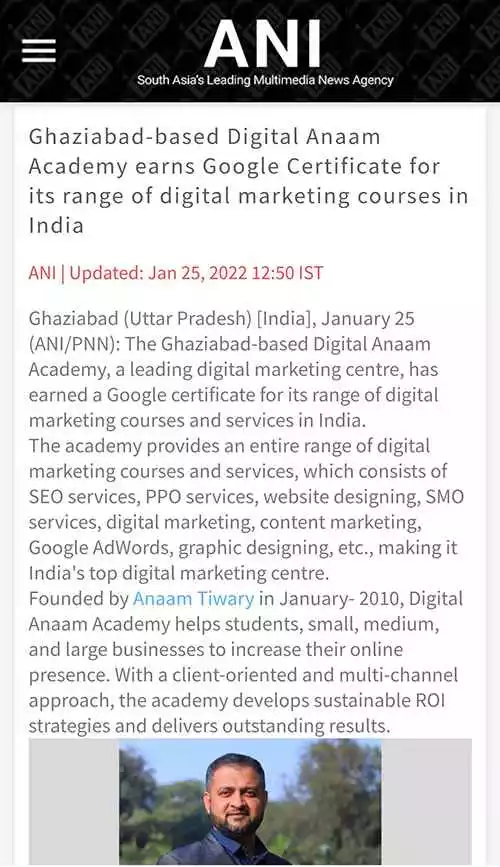 ANI
South Asia's Leading Multimedia News Agency
Ghaziabad-based Digital Anaam
Academy earns Google Certificate for
its range of digital marketing courses in
India
ANI | Updated: Jan 25, 2022 12:50 IST
Ghaziabad (Uttar Pradesh) [India], January 25
(ANI/PNN): The Ghaziabad-based Digital Anaam
Academy, a leading digital marketing centre, has
earned a Google certificate for its range of digital
marketing courses and services in India.
The academy provides an entire range of digital
marketing courses and services, which consists of
SEO services, PPO services, website designing, SMO
services, digital marketing, content marketing,
Google AdWords, graphic designing, etc., making it
India's top digital marketing centre.
Founded by Anaam Tiwary in January- 2010, Digital
Anaam Academy helps students, small, medium,
and large businesses to increase their online
presence. With a client-oriented and multi-channel
approach, the academy develops sustainable ROI
strategies and delivers outstanding results.